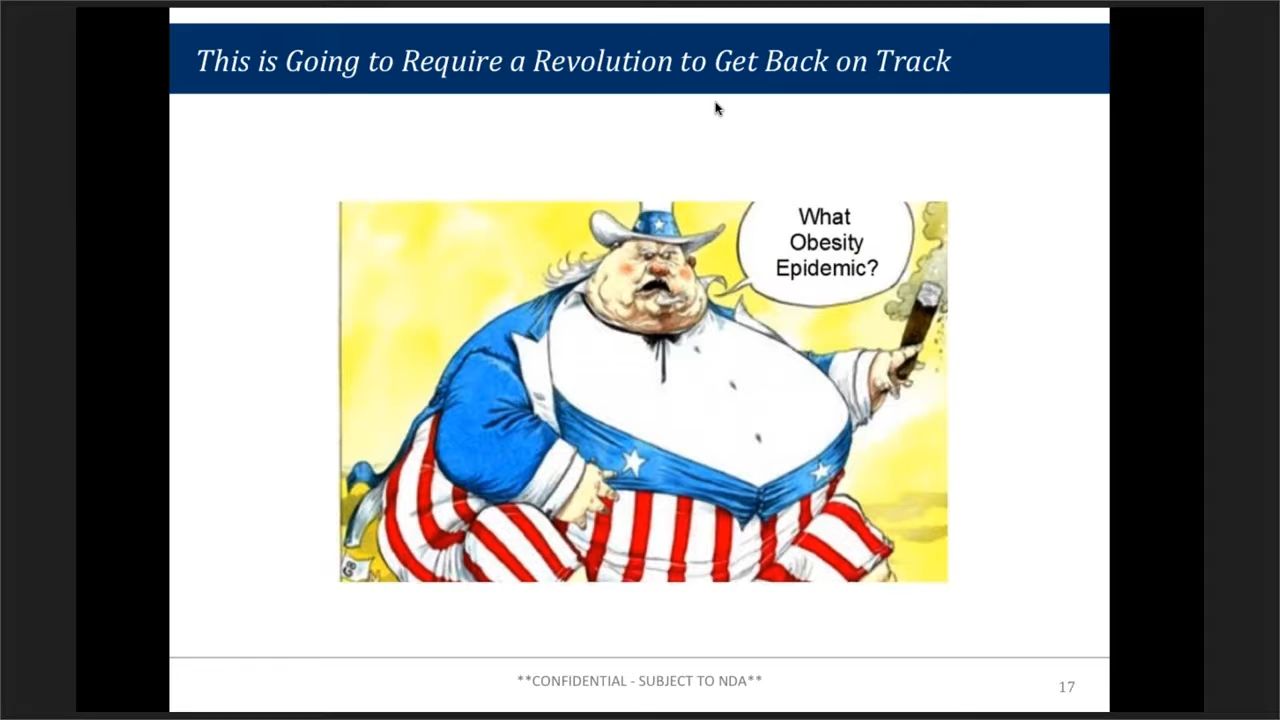 This is Going to Require a Revolution to Get Back on Track
What
Obesity
Epidemic?
**CONFIDENTIAL - SUBJECT TO NDA**
17